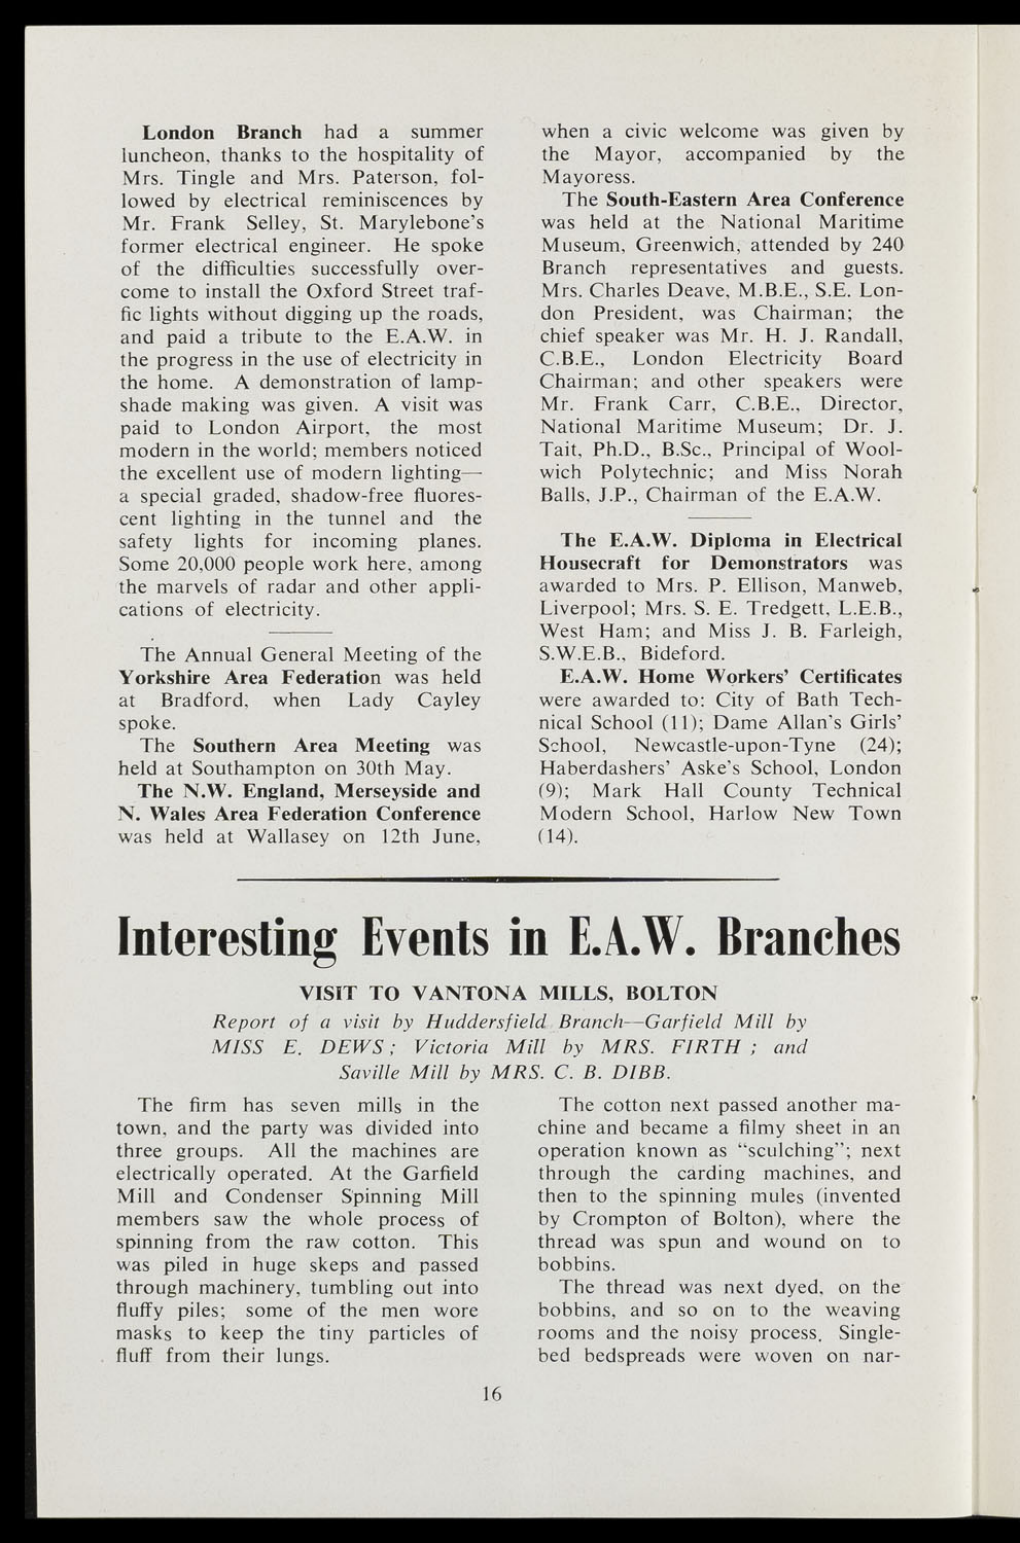 London Branch had a summer
luncheon, thanks to the hospitality of
Mrs. Tingle and Mrs. Paterson, fol-
lowed by electrical reminiscences by
Mr. Frank Selley, St. Marylebone's
former electrical engineer. He spoke
of the difficulties successfully over-
come to install the Oxford Street traf-
fic lights without digging up the roads,
and paid a tribute to the E.A.W. in
the progress in the use of electricity in
the home. A demonstration of lamp-
shade making was given. A visit was
paid to London Airport, the most
modern in the world; members noticed
the excellent use of modern lighting—
a special graded, shadow-free fluores-
cent lighting in the tunnel and the
safety lights for incoming planes.
Some 20,000 people work here, among
the marvels of radar and other appli-
cations of electricity.
The Annual General Meeting of the
Yorkshire Area Federation was held
at Bradford, when Lady Cayley
spoke.
The Southern Area Meeting was
held at Southampton on 30th May.
The N.W. England, Merseyside and
N. Wales Area Federation Conference
was held at Wallasey on 12th June,
when a civic welcome was given by
the Mayor, accompanied by the
Mayoress.
The South-Eastern Area Conference
was held at the National Maritime
Museum, Greenwich, attended by 240
Branch representatives and guests.
Mrs. Charles Deave, M.B.E., S.E. Lon-
don President, was Chairman; the
chief speaker was Mr. H. J. Randall,
C.B.E., London Electricity Board
Chairman; and other speakers were
Mr. Frank Carr, C.B.E., Director,
National Maritime Museum; Dr. J.
Tait, Ph.D., B.Sc., Principal of Wool-
wich Polytechnic; and Miss Norah
Balls, J.P., Chairman of the E.A.W.
The E.A.W. Diploma in Electrical
Housecraft for Demonstrators was
awarded to Mrs. P. Ellison, Manweb,
Liverpool; Mrs. S. E. Tredgett, L.E.B.,
West Ham; and Miss J. B. Farleigh,
S.W.E.B., Bideford.
E.A.W. Home Workers' Certificates
were awarded to: City of Bath Tech-
nical School (11); Dame Allan's Girls'
School, Newcastle-upon-Tyne (24);
Haberdashers' Aske's School, London
(9); Mark Hall County Technical
Modern School, Harlow New Town
(14).
Interesting Events in E.A.W. Branches
VISIT TO VANTONA MILLS, BOLTON
Report of a visit by Huddersfield Branch—Garfield Mill by
MISS E. DEWS; Victoria Mill by MRS. FIRTH; and
Saville Mill by MRS. C. B. DIBB.
The firm has seven mills in the
town, and the party was divided into
three groups. All the machines are
electrically operated. At the Garfield
Mill and Condenser Spinning Mill
members saw the whole process of
spinning from the raw cotton. This
was piled in huge skeps and passed
through machinery, tumbling out into
fluffy piles; some of the men wore
masks to keep the tiny particles of
fluff from their lungs.
The cotton next passed another ma-
chine and became a filmy sheet in an
operation known as "sculching"; next
through the carding machines, and
then to the spinning mules (invented
by Crompton of Bolton), where the
thread was spun and wound on to
bobbins.
The thread was next dyed, on the
bobbins, and so on to the weaving
rooms and the noisy process. Single-
bed bedspreads were woven on nar-
16